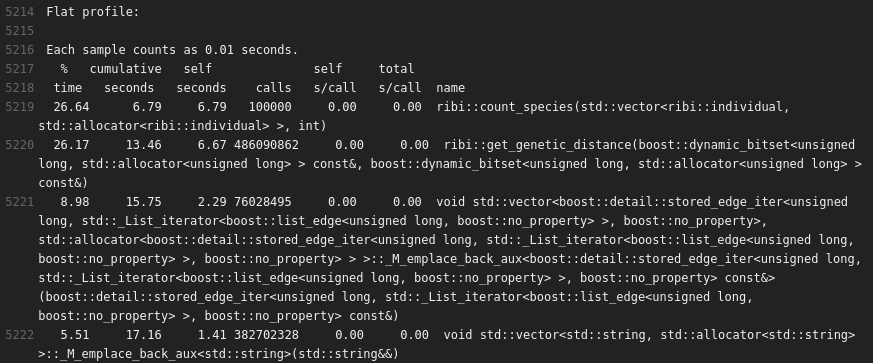 5214 Flat profile:
5215
5216 Each sample counts as 0.01 seconds.
5217   %   cumulative   self              self     total
5218  time   seconds   seconds    calls   s/call   s/call  name
5219  26.64      6.79     6.79   100000     0.00     0.00  ribi::count_species(std::vector<ribi::individual,
std::allocator<ribi::individual> >, int)
5220  26.17     13.46     6.67 486090862     0.00     0.00  ribi::get_genetic_distance(boost::dynamic_bitset<unsigned
long, std::allocator<unsigned long> > const&, boost::dynamic_bitset<unsigned long, std::allocator<unsigned long> >
const&)
5221   8.98     15.75     2.29 76028495     0.00     0.00  void std::vector<boost::detail::stored_edge_iter<unsigned
long, std::_List_iterator<boost::list_edge<unsigned long, boost::no_property> >, boost::no_property>,
std::allocator<boost::detail::stored_edge_iter<unsigned long, std::_List_iterator<boost::list_edge<unsigned long,
boost::no_property> >, boost::no_property> > >::_M_emplace_back_aux<boost::detail::stored_edge_iter<unsigned long,
std::_List_iterator<boost::list_edge<unsigned long, boost::no_property> >, boost::no_property> const&>
(boost::detail::stored_edge_iter<unsigned long, std::_List_iterator<boost::list_edge<unsigned long,
boost::no_property> >, boost::no_property> const&)
5222   5.51     17.16     1.41 382702328     0.00     0.00  void std::vector<std::string, std::allocator<std::string>
>::_M_emplace_back_aux<std::string>(std::string&&)